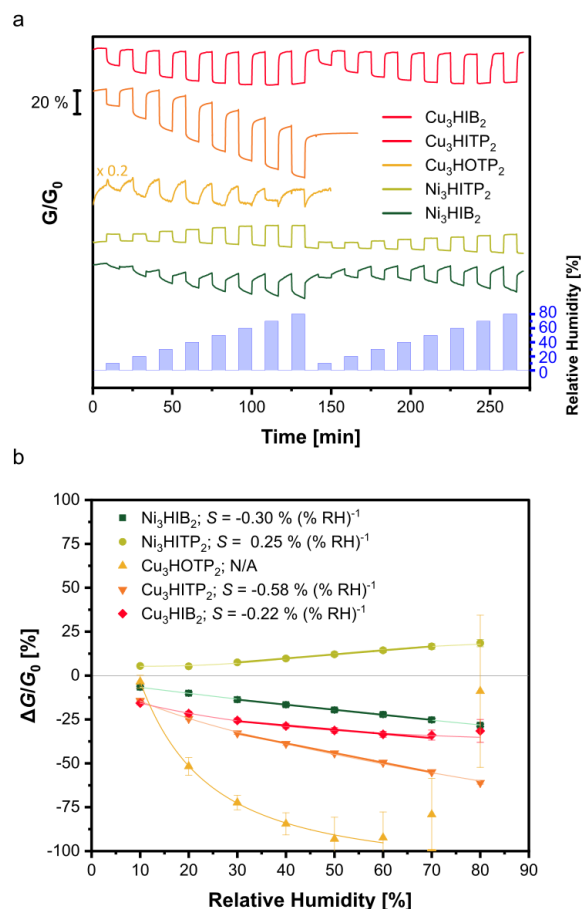 a
20 %
x 0.2
Cu₃HIB₂
Cu₃HITP₂
Cu₃HOTP₂
Ni₃HITP₂
Ni₃HIB₂
G/G₀
80
60
40
20
0
Relative Humidity [%]
0 50 100 150 200 250
Time [min]
b
100
75
50
25
0
-25
-50
-75
-100
ΔG/G₀ [%]
Ni₃HIB₂; S = -0.30 % (% RH)⁻¹
Ni₃HITP₂; S = 0.25 % (% RH)⁻¹
Cu₃HOTP₂; N/A
Cu₃HITP₂; S = -0.58 % (% RH)⁻¹
Cu₃HIB₂; S = -0.22 % (% RH)⁻¹
0 10 20 30 40 50 60 70 80 90
Relative Humidity [%]